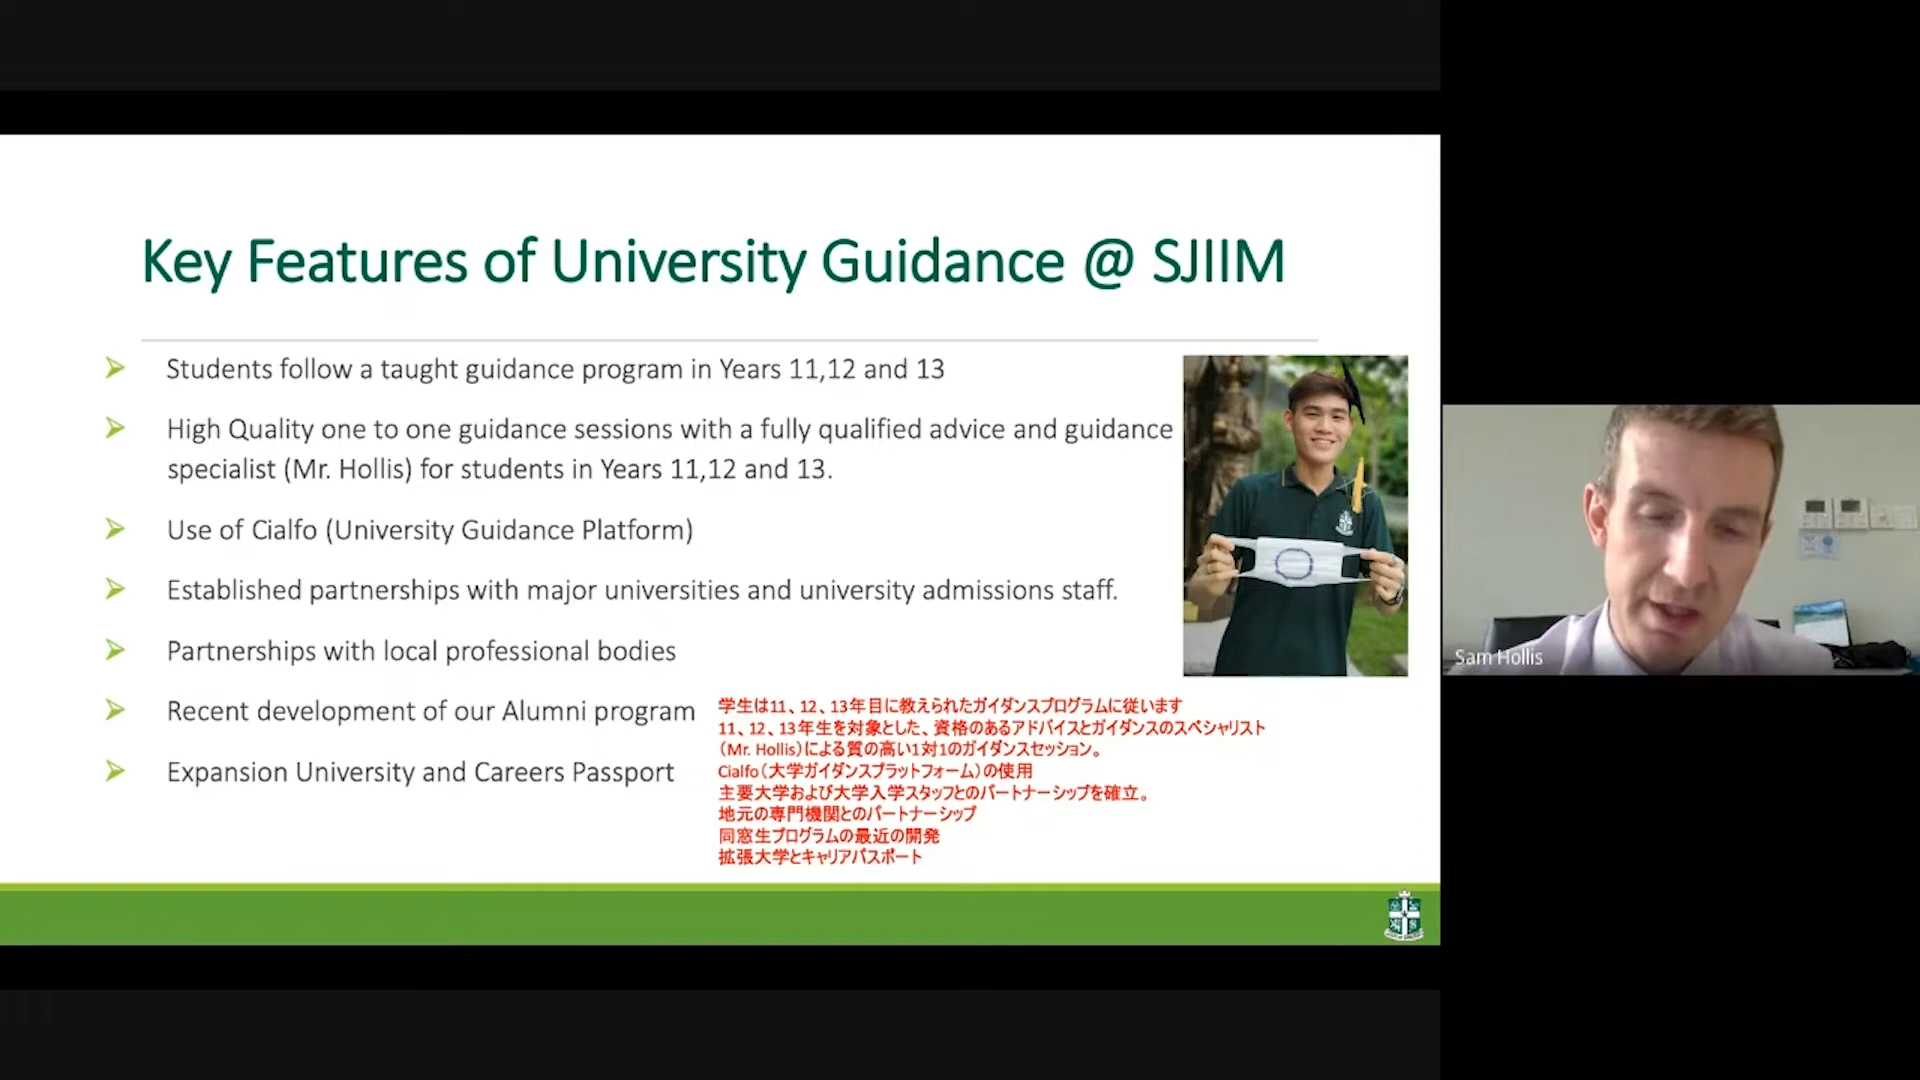 Key Features of University Guidance @ SJIIM
Students follow a taught guidance program in Years 11,12 and 13
High Quality one to one guidance sessions with a fully qualified advice and guidance
specialist (Mr. Hollis) for students in Years 11,12 and 13.
Use of Cialfo (University Guidance Platform)
Established partnerships with major universities and university admissions staff.
Partnerships with local professional bodies
Recent development of our Alumni program
Expansion University and Careers Passport
学生は11、12、13年目に教えられたガイダンスプログラムに従います
11、12、13年生を対象とした、資格のあるアドバイスとガイダンスのスペシャリスト
（Mr. Hollis）による質の高い1対1のガイダンスセッション。
Cialfo（大学ガイダンスプラットフォーム）の使用
主要大学および大学入学スタッフとのパートナーシップを確立。
地元の専門機関とのパートナーシップ
同窓生プログラムの最近の開発
拡張大学とキャリアパスポート
Sam Hollis